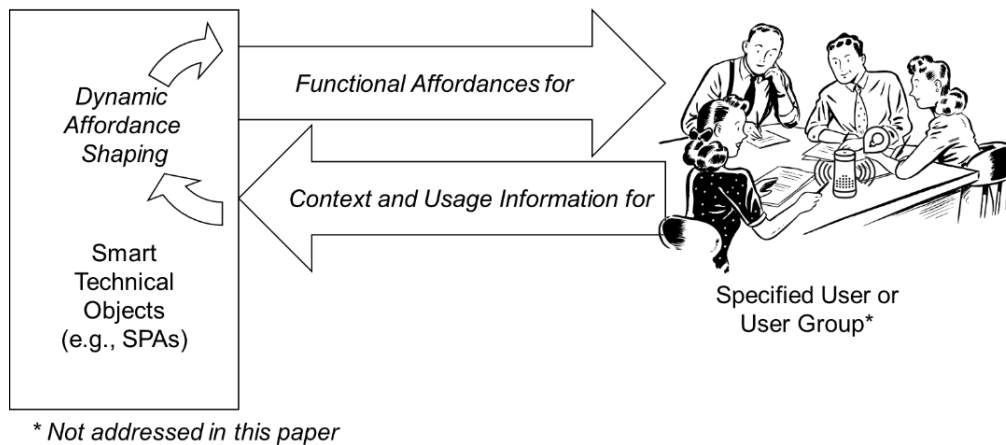 Dynamic
Affordance
Shaping
Smart
Technical
Objects
(e.g., SPAs)
Functional Affordances for
Context and Usage Information for
Specified User or
User Group*
* Not addressed in this paper